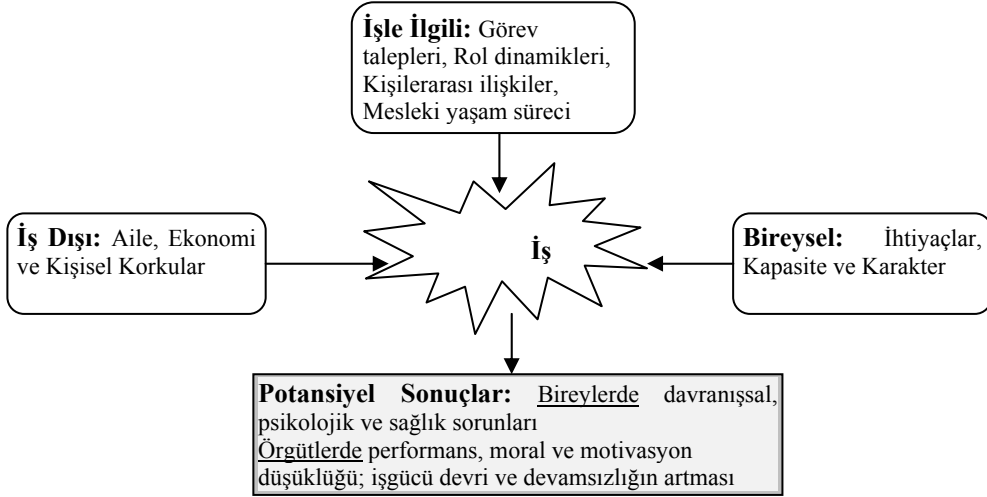 İşle İlgili: Görev
talepleri, Rol dinamikleri,
Kişilerarası ilişkiler,
Mesleki yaşam süreci
İş Dışı: Aile, Ekonomi
ve Kişisel Korkular
İş
Bireysel: İhtiyaçlar,
Kapasite ve Karakter
Potansiyel Sonuçlar: Bireylerde davranışsal,
psikolojik ve sağlık sorunları
Örgütlerde performans, moral ve motivasyon
düşüklüğü; işgücü devri ve devamsızlığın artması